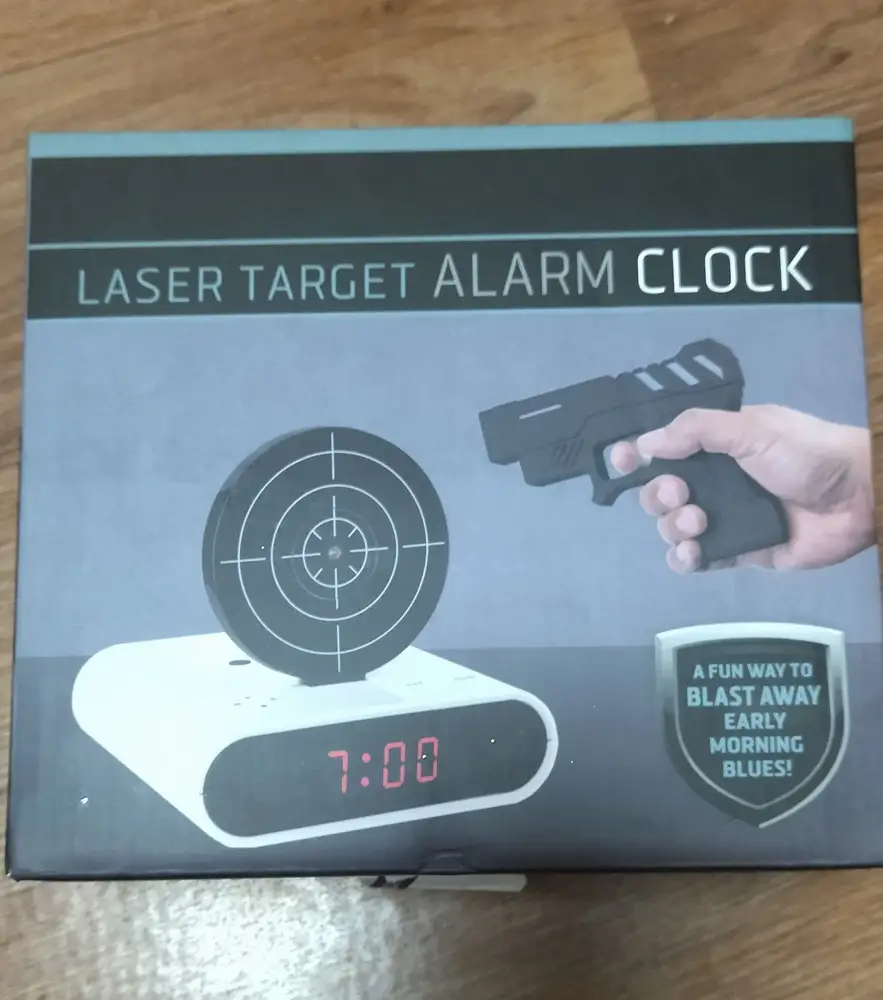 LASER TARGET ALARM CLOCK
7:00
A FUN WAY TO
BLAST AWAY
EARLY
MORNING
BLUES!